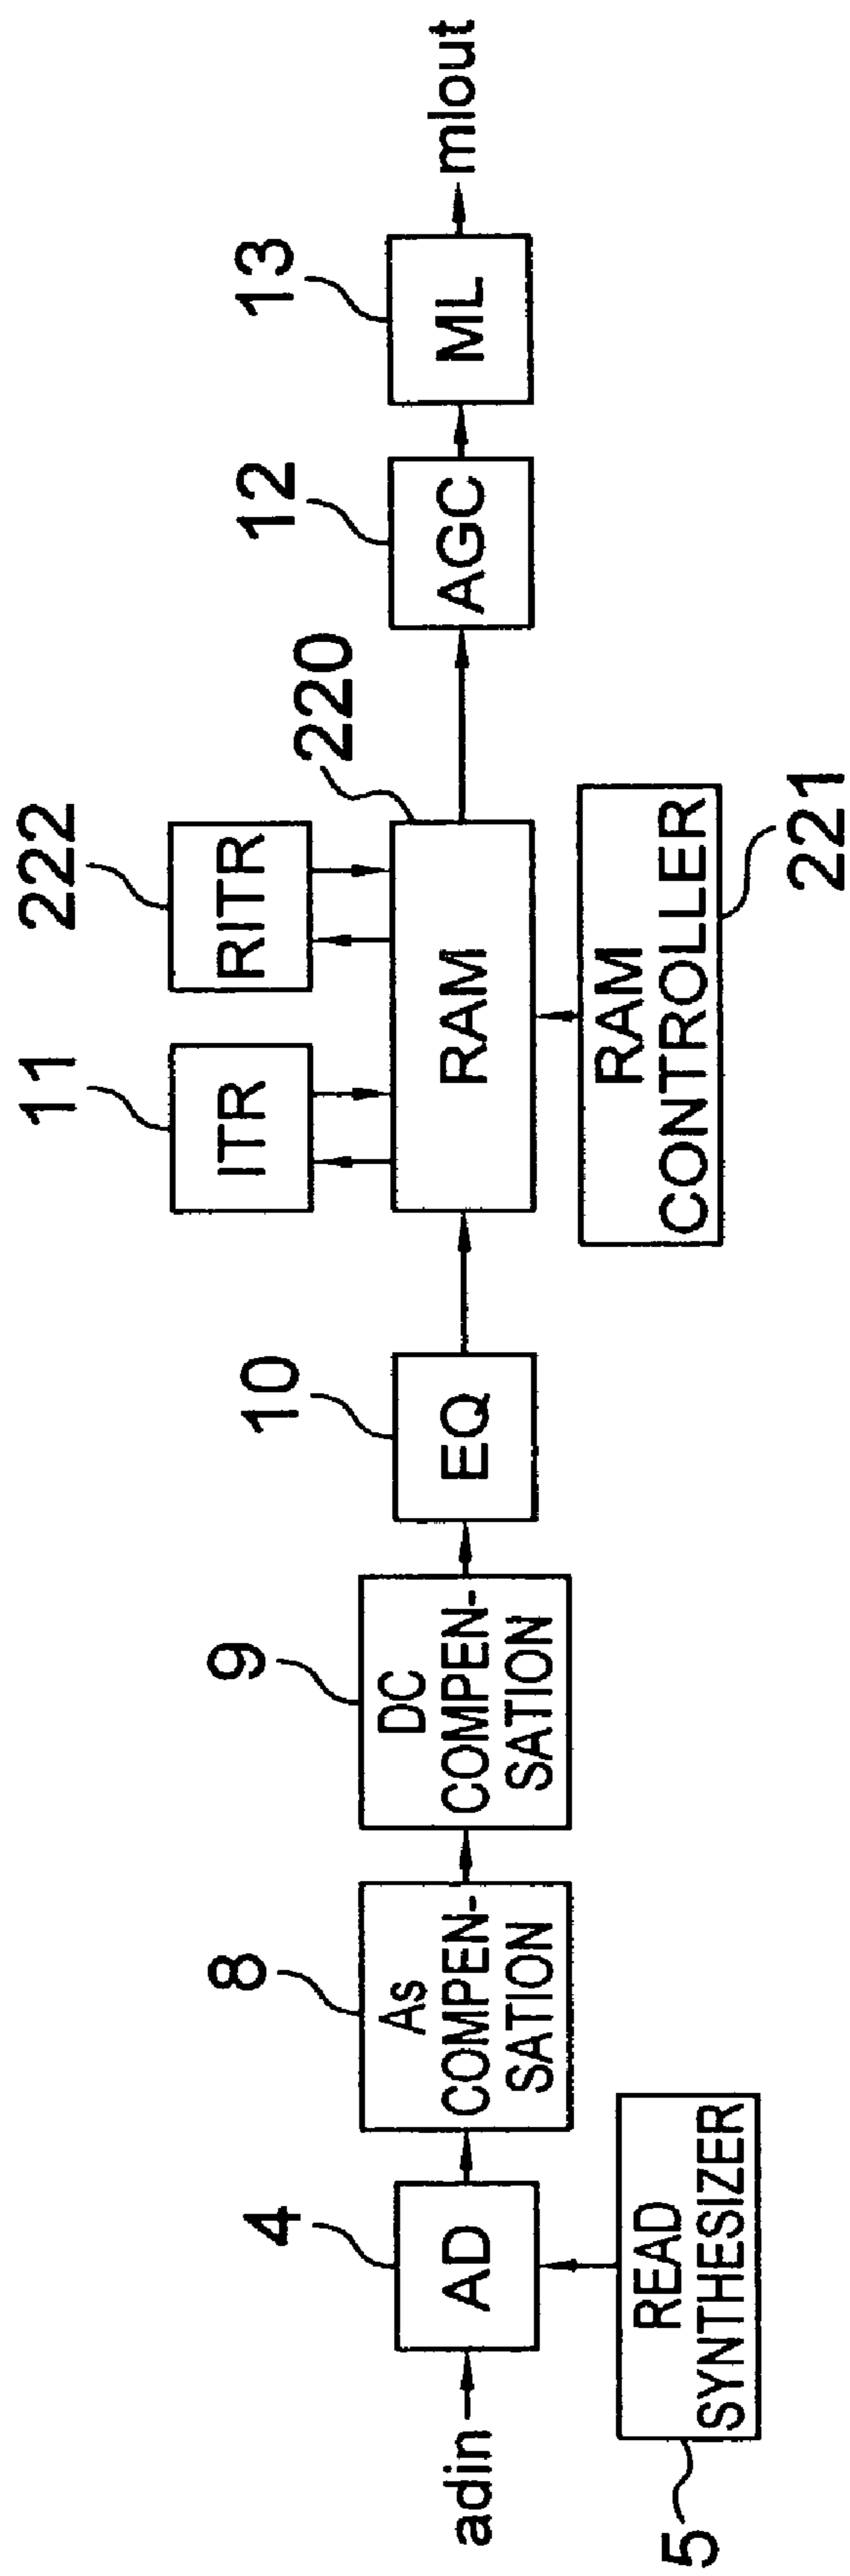 222
11
RITR
ITR
13
12
220
10
9
8
4
adin
AD
As
COMPEN-
SATION
DC
COMPEN-
SATION
EQ
RAM
AGC
ML
mlout
5
READ
SYNTHESIZER
RAM
CONTROLLER
221